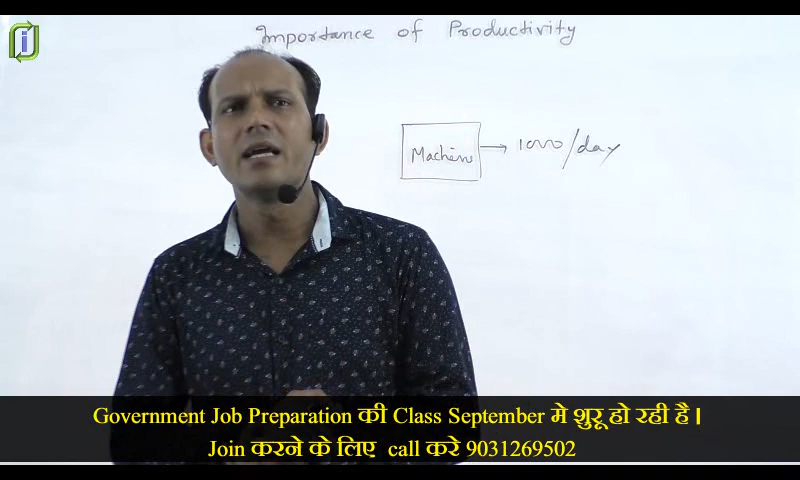 Importance of Productivity
Machine → 1000/day
Government Job Preparation की Class September मे शुरू हो रही है।
Join करने के लिए call करे 9031269502